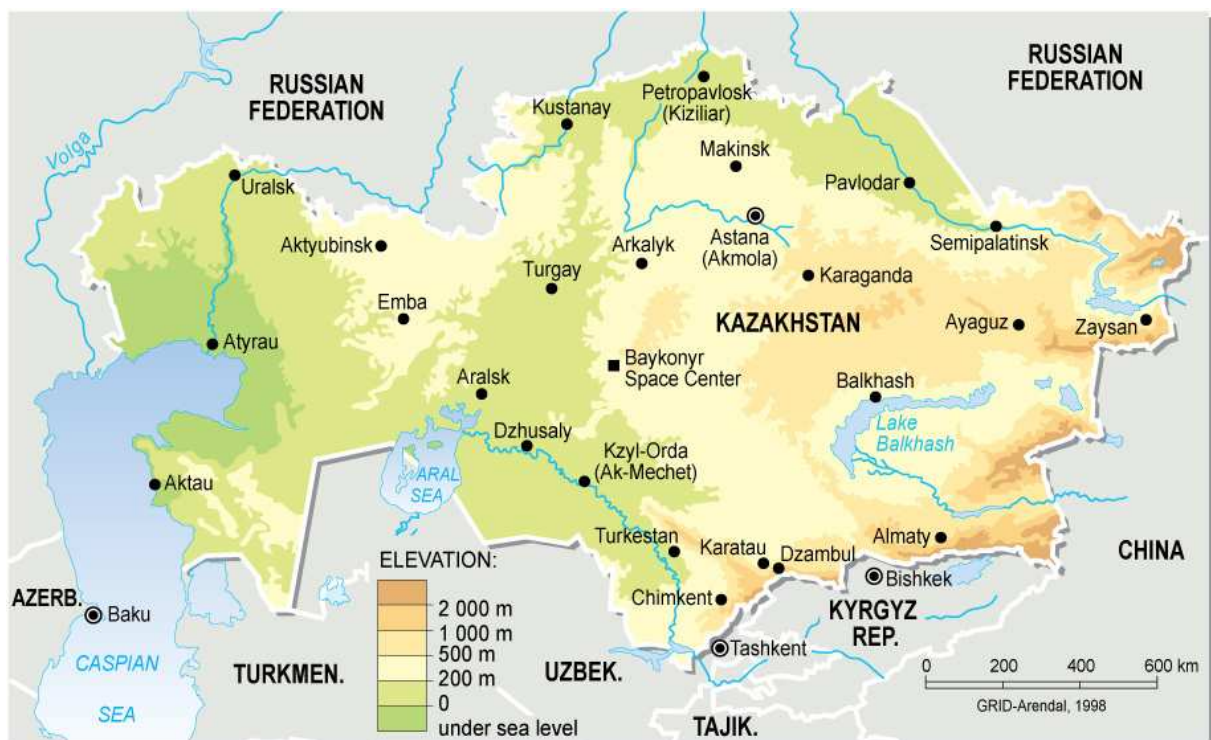 RUSSIAN
FEDERATION
RUSSIAN
FEDERATION
Volga
Kustanay
Petropavlosk
(Kiziliar)
Makinsk
Pavlodar
Uralsk
Aktyubinsk
Arkalyk
Astana
(Akmola)
Semipalatinsk
Turgay
Karaganda
Emba
KAZAKHSTAN
Ayaguz
Zaysan
Atyrau
Baykonyr
Space Center
Aralsk
Balkhash
Lake
Balkhash
Dzhusaly
Kzyl-Orda
(Ak-Mechet)
ARAL
SEA
Aktau
Turkestan
Karatau
Dzambul
Almaty
CHINA
ELEVATION:
2 000 m
1 000 m
500 m
200 m
0
under sea level
Chimkent
Bishkek
AZERB.
Baku
KYRGYZ
REP.
Tashkent
CASPIAN
SEA
TURKMEN.
UZBEK.
TAJIK.
0 200 400 600 km
GRID-Arendal, 1998